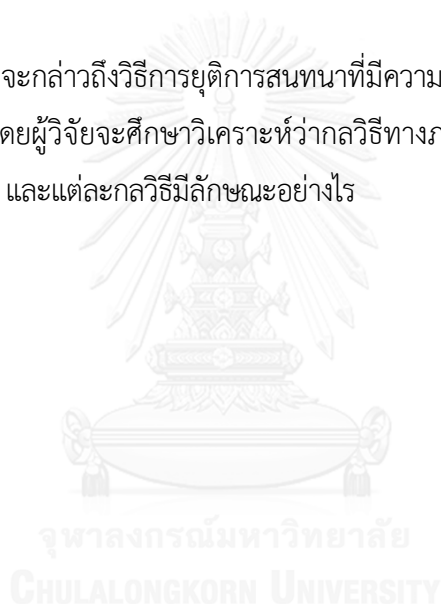 จะกล่าวถึงวิธีการยุติการสนทนาที่มีความ
ดยผู้วิจัยจะศึกษาวิเคราะห์ว่ากลวิธีทางภ
และแต่ละกลวิธีมีลักษณะอย่างไร
จุฬาลงกรณ์มหาวิทยาลัย
CHULALONGKORN UNIVERSITY